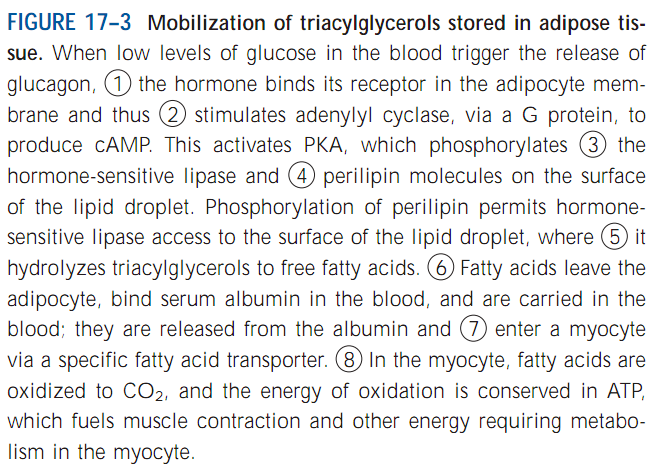 FIGURE 17–3 Mobilization of triacylglycerols stored in adipose tis-
sue. When low levels of glucose in the blood trigger the release of
glucagon, ① the hormone binds its receptor in the adipocyte mem-
brane and thus ② stimulates adenylyl cyclase, via a G protein, to
produce cAMP. This activates PKA, which phosphorylates ③ the
hormone-sensitive lipase and ④ perilipin molecules on the surface
of the lipid droplet. Phosphorylation of perilipin permits hormone-
sensitive lipase access to the surface of the lipid droplet, where ⑤ it
hydrolyzes triacylglycerols to free fatty acids. ⑥ Fatty acids leave the
adipocyte, bind serum albumin in the blood, and are carried in the
blood; they are released from the albumin and ⑦ enter a myocyte
via a specific fatty acid transporter. ⑧ In the myocyte, fatty acids are
oxidized to CO₂, and the energy of oxidation is conserved in ATP,
which fuels muscle contraction and other energy requiring metabo-
lism in the myocyte.